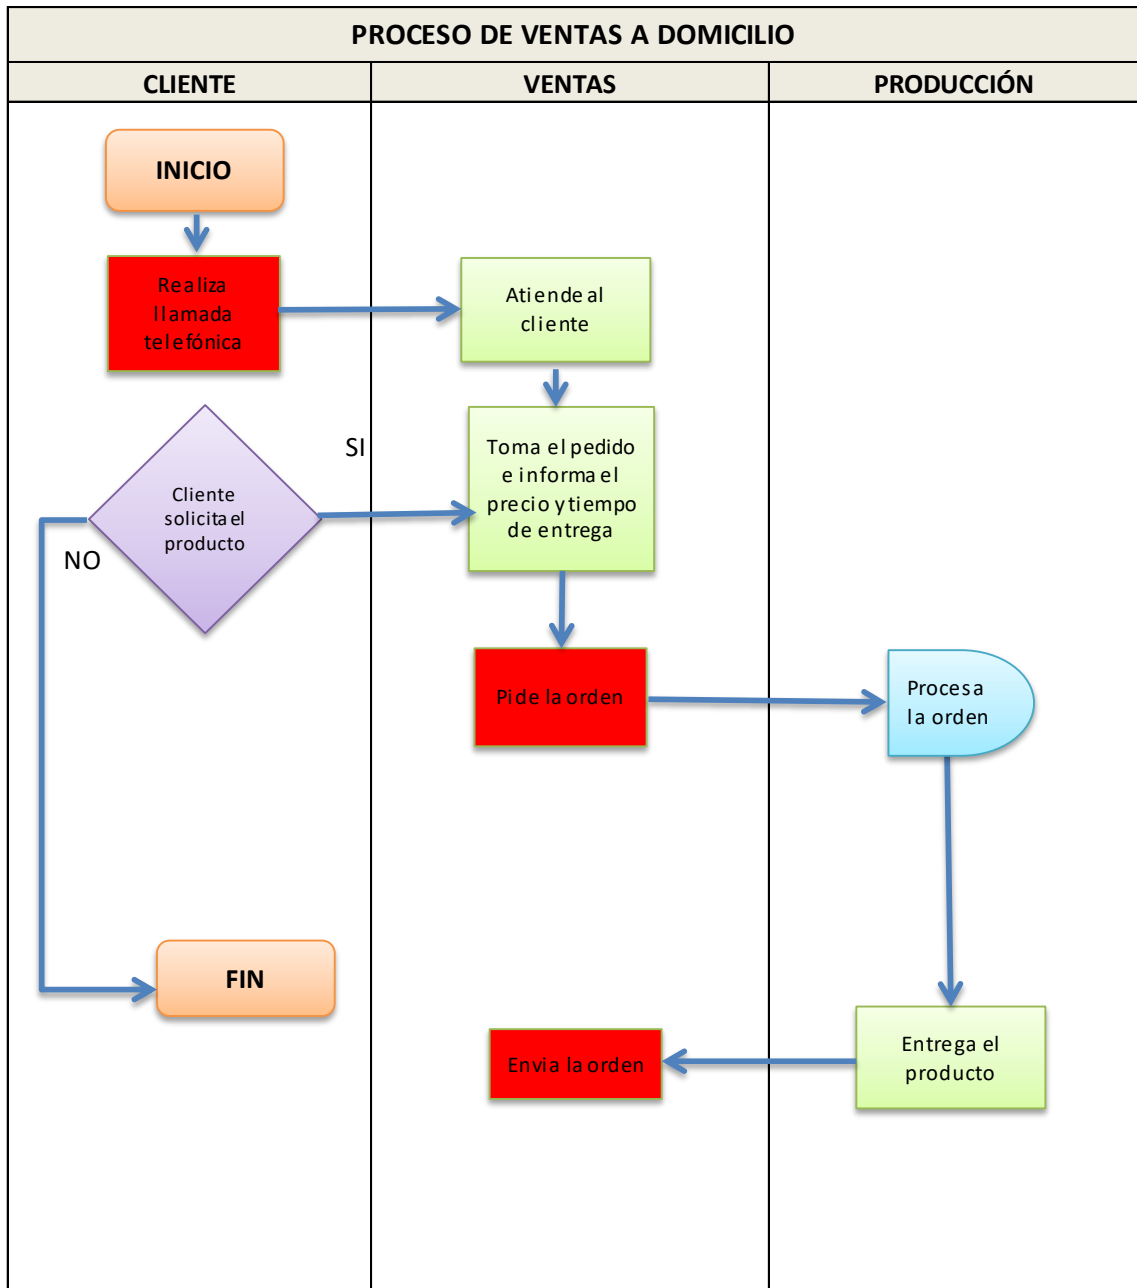 PROCESO DE VENTAS A DOMICILIO
CLIENTE
VENTAS
PRODUCCIÓN
INICIO
Realiza
llamada
telefónica
Atiende al
cliente
SI
Toma el pedido
e informa el
precio y tiempo
de entrega
Cliente
solicita el
producto
NO
Pide la orden
Procesa
la orden
FIN
Envia la orden
Entrega el
producto